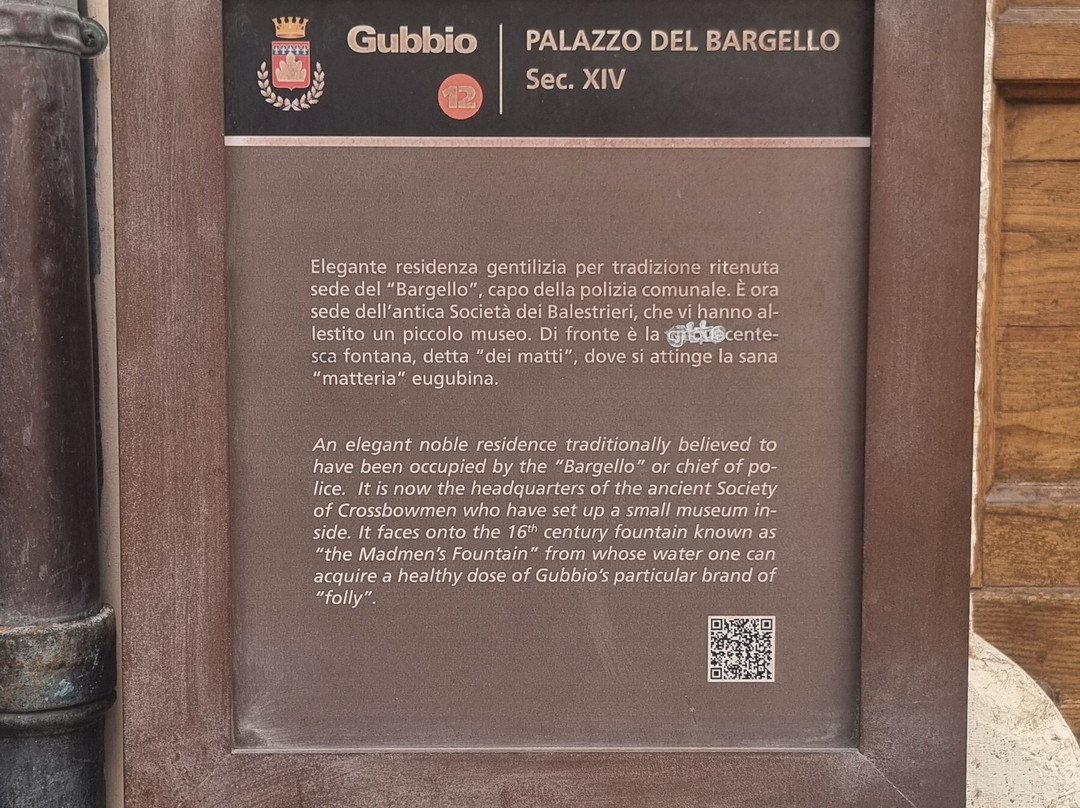 Gubbio
12
PALAZZO DEL BARGELLO
Sec. XIV
Elegante residenza gentilizia per tradizione ritenuta
sede del “Bargello”, capo della polizia comunale. È ora
sede dell’antica Società dei Balestrieri, che vi hanno al-
lestito un piccolo museo. Di fronte è la cinquecente-
sca fontana, detta “dei matti”, dove si attinge la sana
“matteria” eugubina.
An elegant noble residence traditionally believed to
have been occupied by the “Bargello” or chief of po-
lice. It is now the headquarters of the ancient Society
of Crossbowmen who have set up a small museum in-
side. It faces onto the 16th century fountain known as
“the Madmen’s Fountain” from whose water one can
acquire a healthy dose of Gubbio’s particular brand of
“folly”.